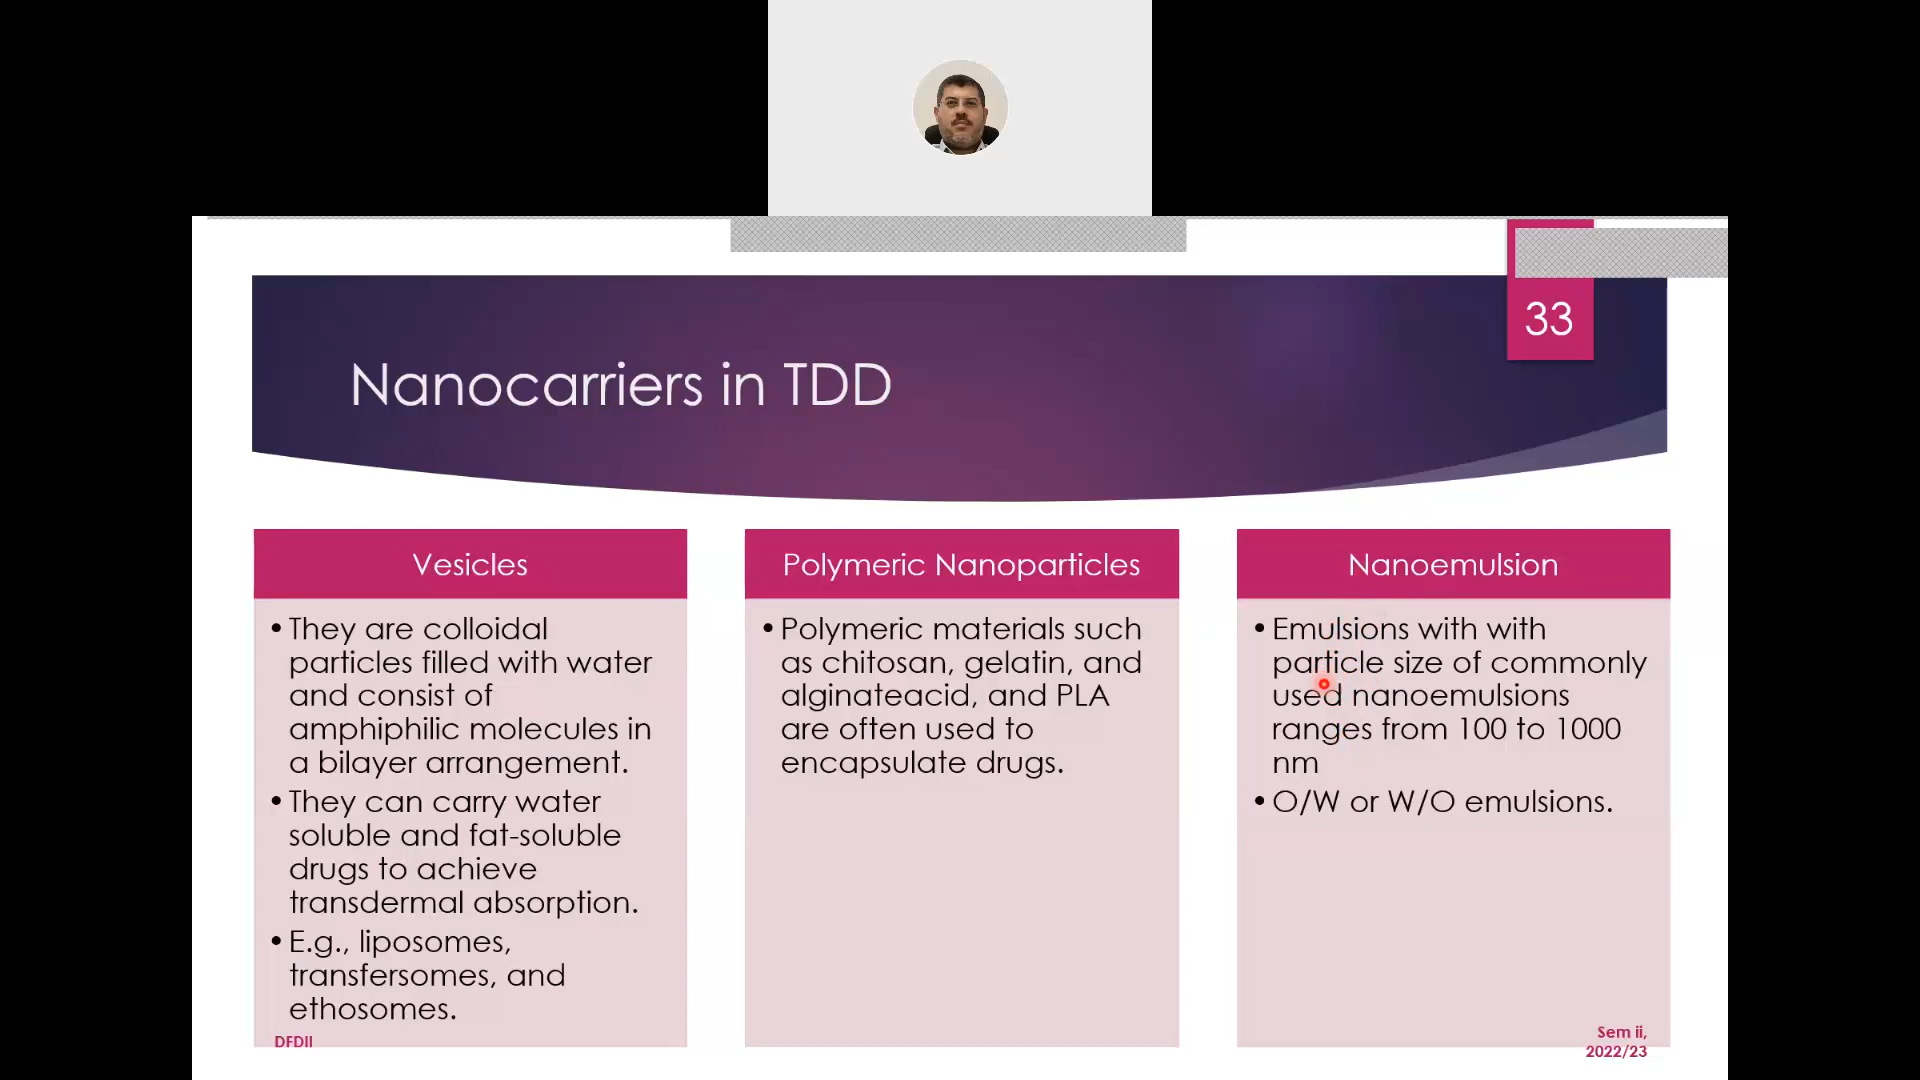 33
Nanocarriers in TDD
Vesicles
•They are colloidal
particles filled with water
and consist of
amphiphilic molecules in
a bilayer arrangement.
•They can carry water
soluble and fat-soluble
drugs to achieve
transdermal absorption.
•E.g., liposomes,
transfersomes, and
ethosomes.
Polymeric Nanoparticles
•Polymeric materials such
as chitosan, gelatin, and
alginateacid, and PLA
are often used to
encapsulate drugs.
Nanoemulsion
•Emulsions with with
particle size of commonly
used nanoemulsions
ranges from 100 to 1000
nm
•O/W or W/O emulsions.
DFDII
Sem ii,
2022/23